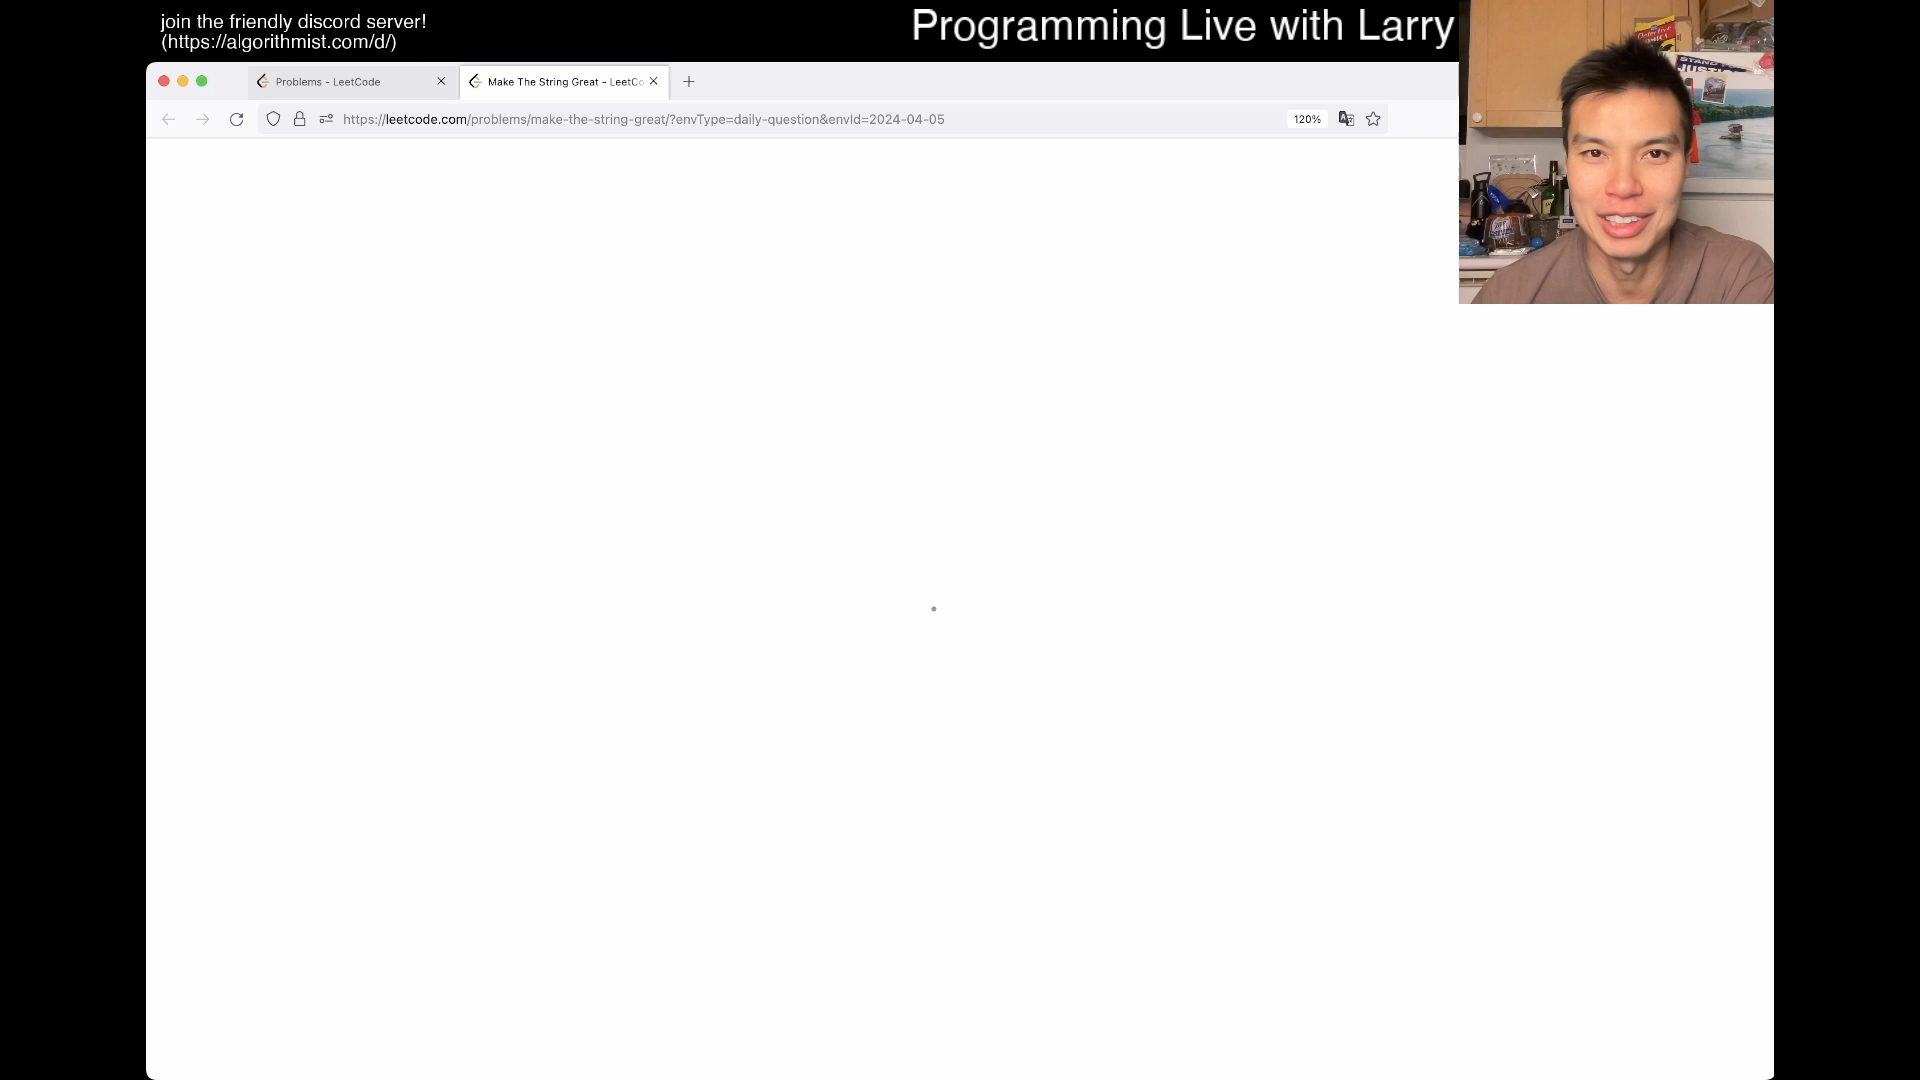 join the friendly discord server!
(https://algorithmist.com/d/)
Programming Live with Larry
Problems - LeetCode
Make The String Great - LeetCo
https://leetcode.com/problems/make-the-string-great/?envType=daily-question&envId=2024-04-05
120%